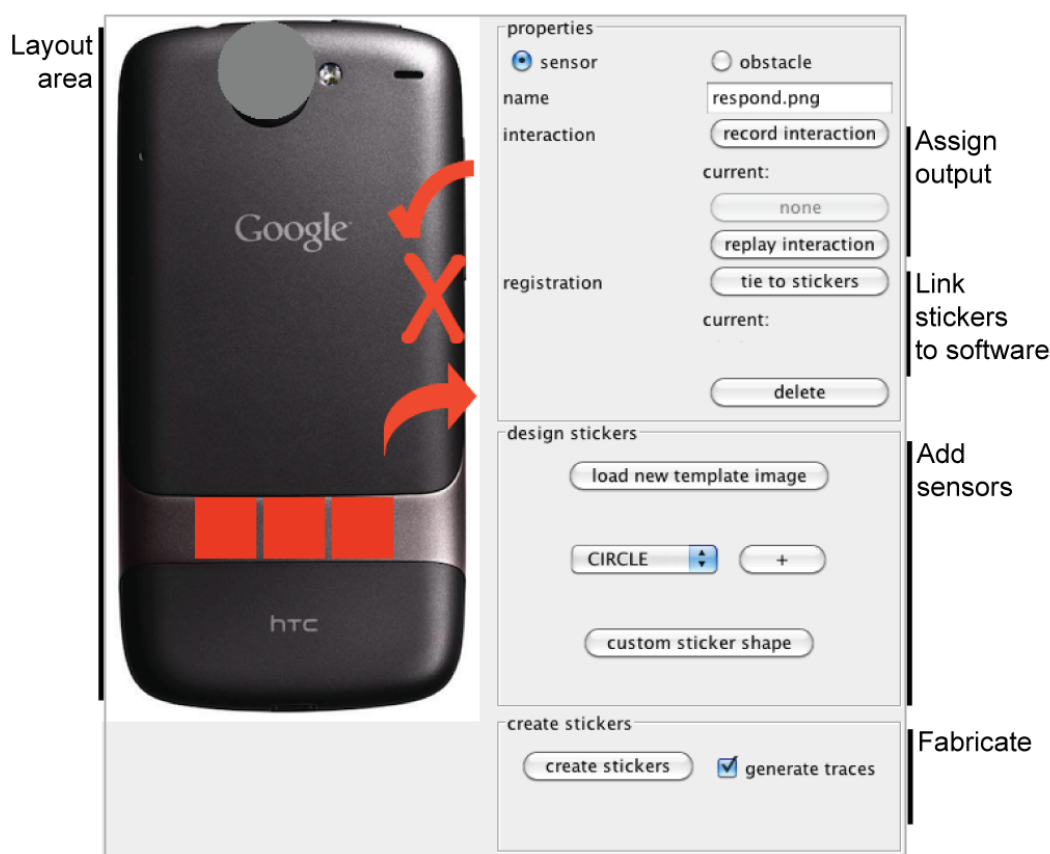 Layout
area
Google
X
htc
properties
sensor
obstacle
name
respond.png
interaction
record interaction
current:
none
replay interaction
registration
tie to stickers
current:
delete
design stickers
load new template image
CIRCLE
+
custom sticker shape
create stickers
create stickers
generate traces
Assign
output
Link
stickers
to software
Add
sensors
Fabricate